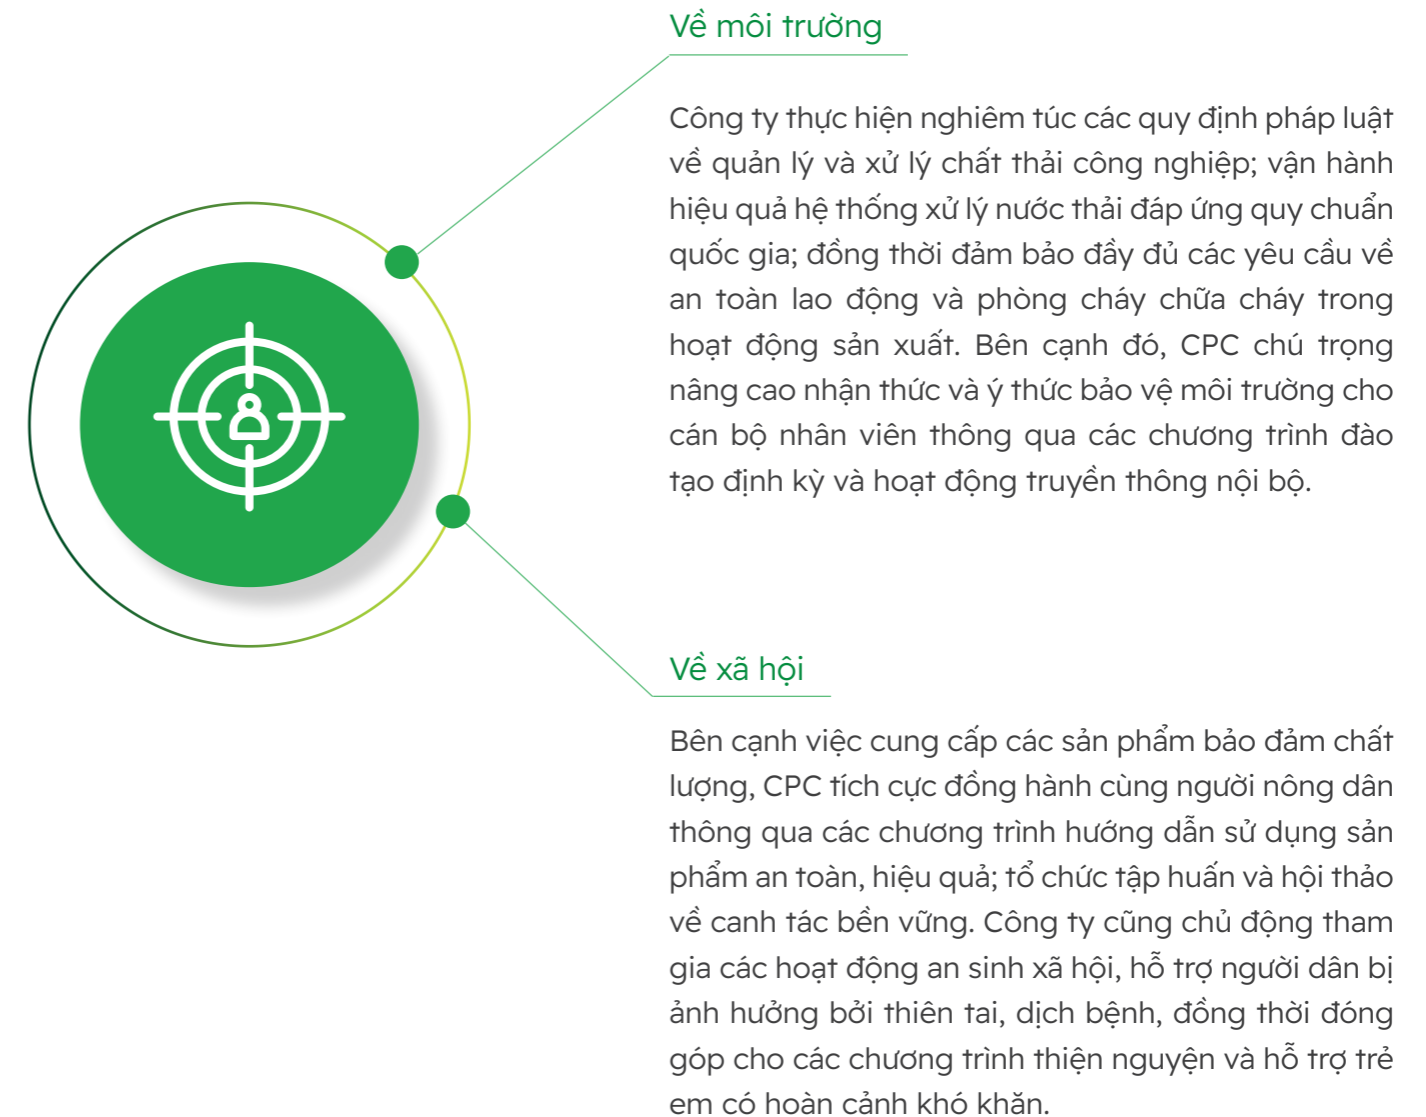 Về môi trường
Công ty thực hiện nghiêm túc các quy định pháp luật
về quản lý và xử lý chất thải công nghiệp; vận hành
hiệu quả hệ thống xử lý nước thải đáp ứng quy chuẩn
quốc gia; đồng thời đảm bảo đầy đủ các yêu cầu về
an toàn lao động và phòng cháy chữa cháy trong
hoạt động sản xuất. Bên cạnh đó, CPC chú trọng
nâng cao nhận thức và ý thức bảo vệ môi trường cho
cán bộ nhân viên thông qua các chương trình đào
tạo định kỳ và hoạt động truyền thông nội bộ.
Về xã hội
Bên cạnh việc cung cấp các sản phẩm bảo đảm chất
lượng, CPC tích cực đồng hành cùng người nông dân
thông qua các chương trình hướng dẫn sử dụng sản
phẩm an toàn, hiệu quả; tổ chức tập huấn và hội thảo
về canh tác bền vững. Công ty cũng chủ động tham
gia các hoạt động an sinh xã hội, hỗ trợ người dân bị
ảnh hưởng bởi thiên tai, dịch bệnh, đồng thời đóng
góp cho các chương trình thiện nguyện và hỗ trợ trẻ
em có hoàn cảnh khó khăn.